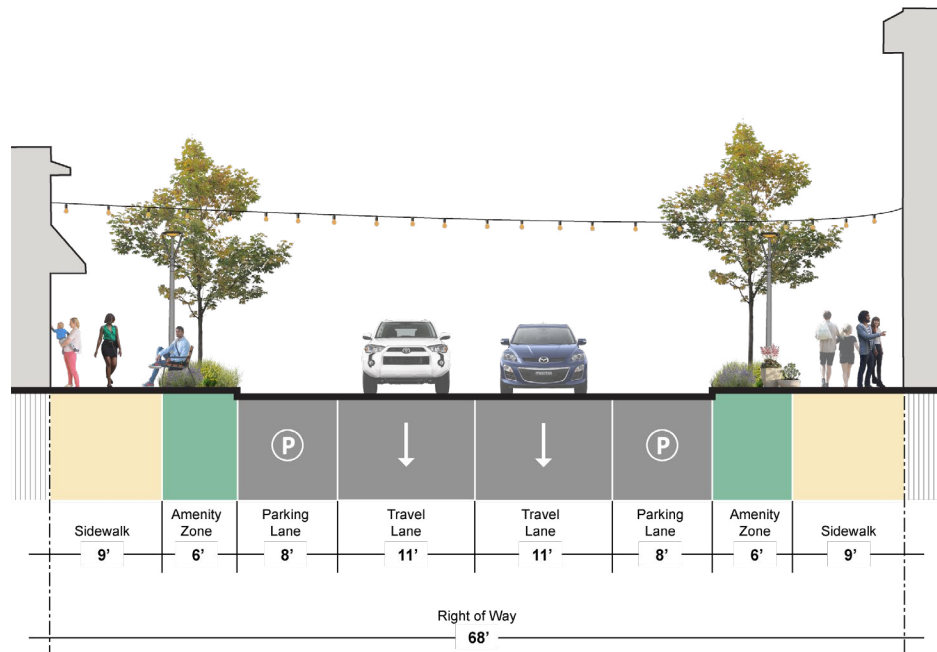 P
P
Sidewalk
9’
Amenity
Zone
6’
Parking
Lane
8’
Travel
Lane
11’
Travel
Lane
11’
Parking
Lane
8’
Amenity
Zone
6’
Sidewalk
9’
Right of Way
68’